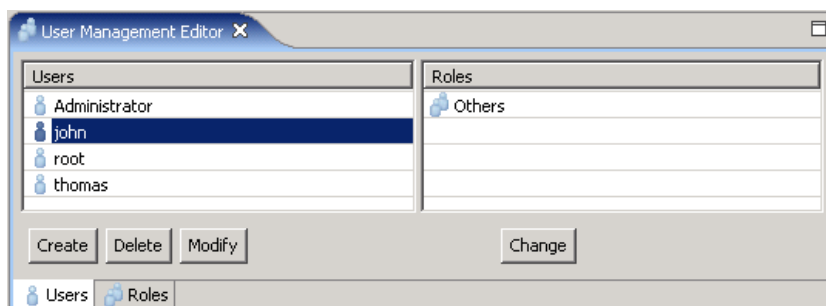 User Management Editor
Users
Roles
Administrator
Others
john
root
thomas
Create Delete Modify Change
Users Roles